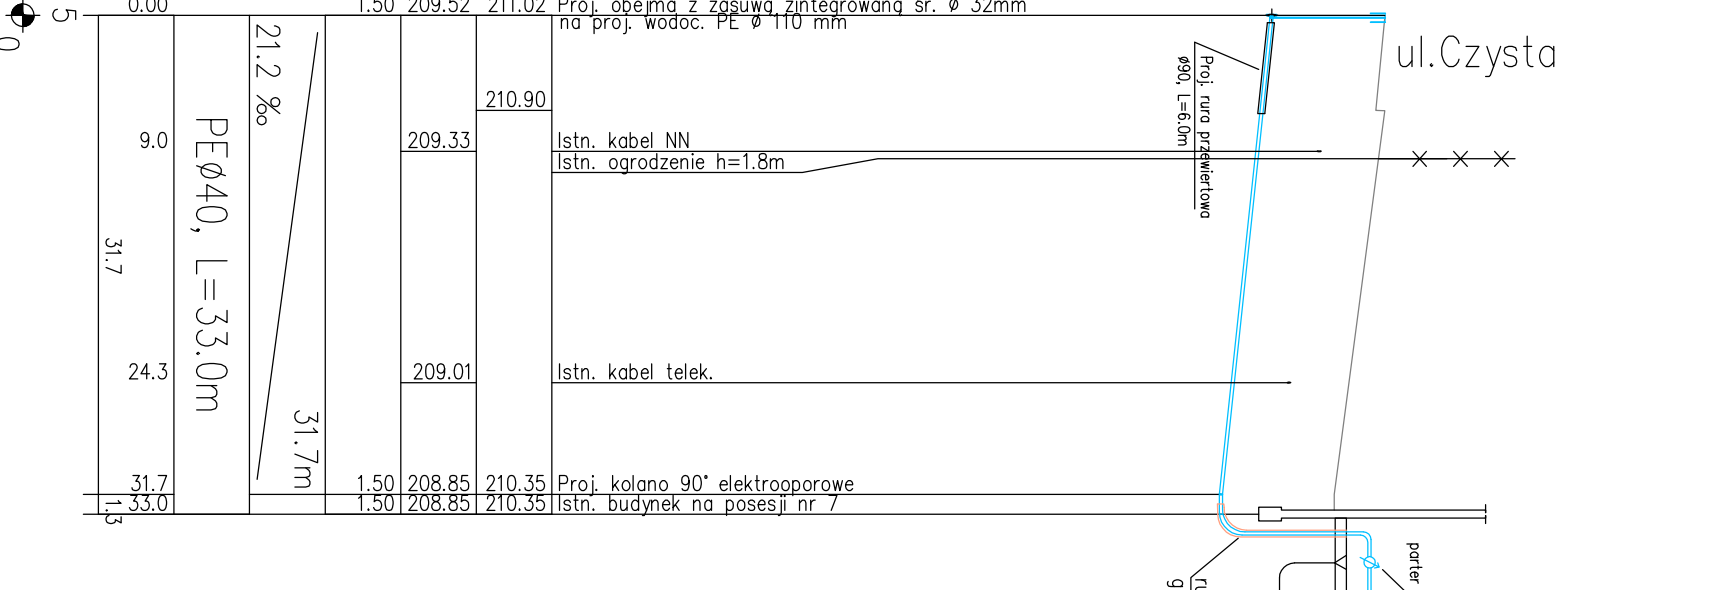 5
0
0.00
1.50
209.52
211.02
Proj. obejma z zasuwą zintegrowaną śr. ø 32mm
na proj. wodoc. PE ø 110 mm
ul.Czysta
21.2 ‰
210.90
Proj. rura przewiertowa
ø90, L=6.0m
9.0
209.33
Istn. kabel NN
Istn. ogrodzenie h=1.8m
PEø40, L=33.0m
31.7
24.3
209.01
Istn. kabel telek.
31.7m
31.7
1.50
208.85
210.35
Proj. kolano 90° elektrooporowe
1.3
33.0
1.50
208.85
210.35
Istn. budynek na posesji nr 7
parter